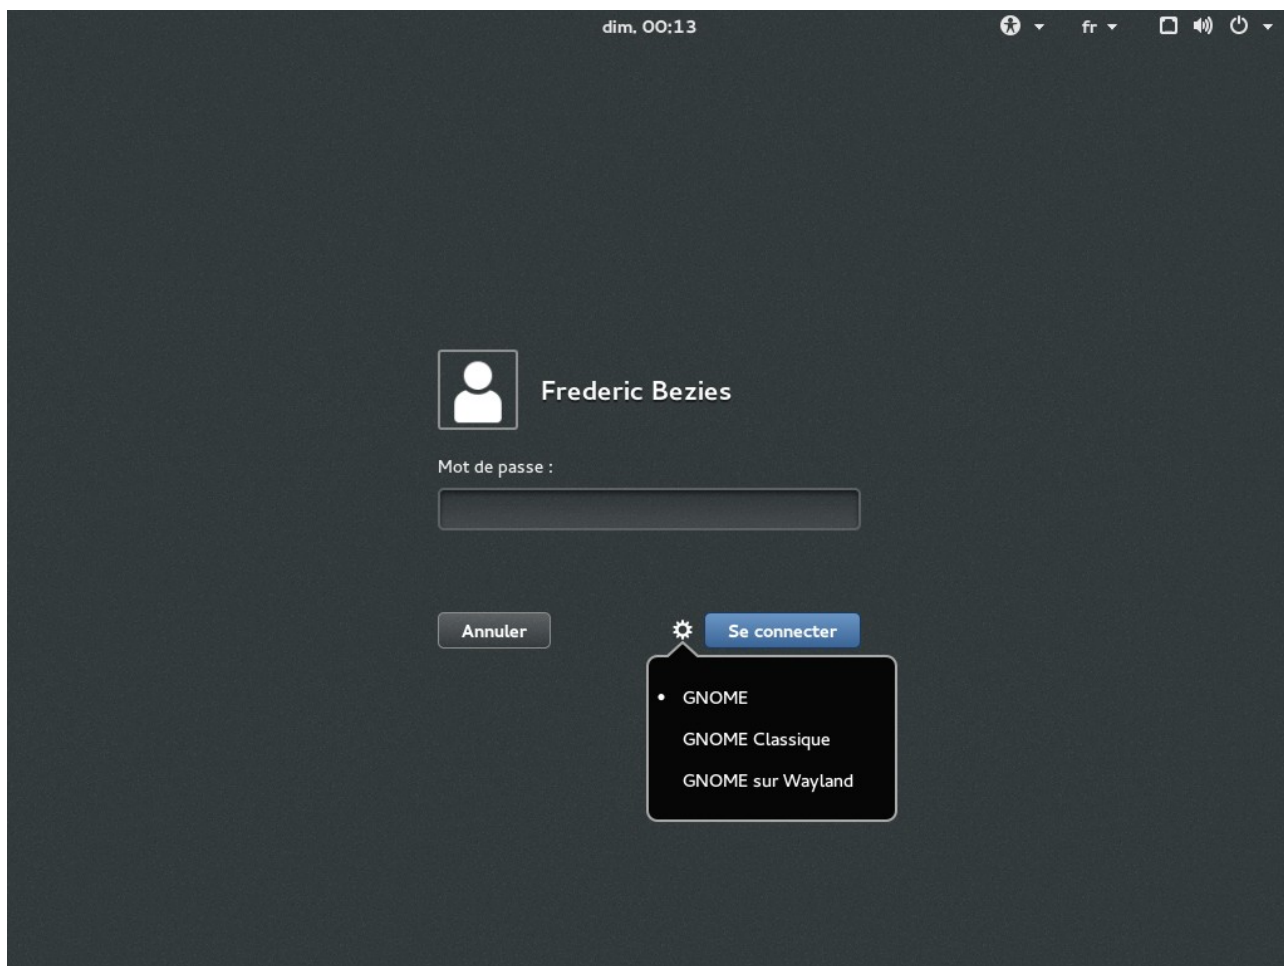 dim. 00:13
fr
Frederic Bezies
Mot de passe :
Annuler
Se connecter
GNOME
GNOME Classique
GNOME sur Wayland